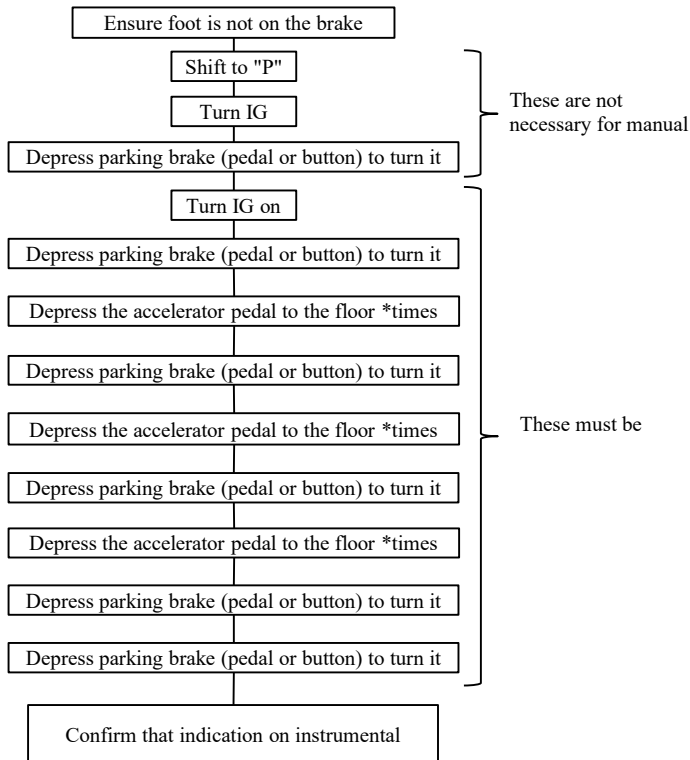 Ensure foot is not on the brake
Shift to "P"
Turn IG
Depress parking brake (pedal or button) to turn it
These are not
necessary for manual
Turn IG on
Depress parking brake (pedal or button) to turn it
Depress the accelerator pedal to the floor *times
Depress parking brake (pedal or button) to turn it
Depress the accelerator pedal to the floor *times
Depress parking brake (pedal or button) to turn it
Depress the accelerator pedal to the floor *times
Depress parking brake (pedal or button) to turn it
Depress parking brake (pedal or button) to turn it
These must be
Confirm that indication on instrumental